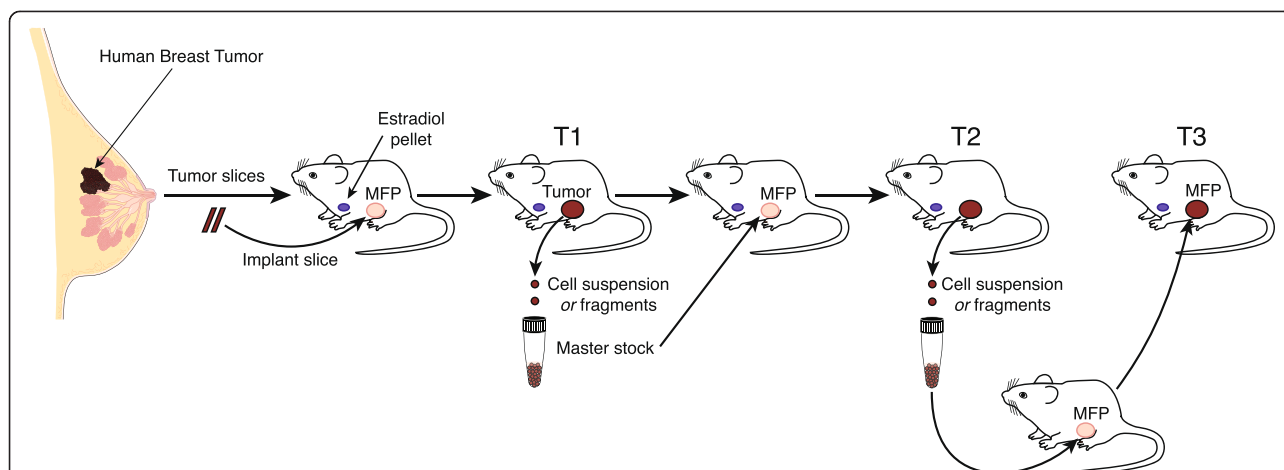 Human Breast Tumor
Tumor slices
Implant slice
Estradiol
pellet
MFP
T1
Tumor
Cell suspension
or fragments
Master stock
MFP
T2
Cell suspension
or fragments
MFP
T3
MFP